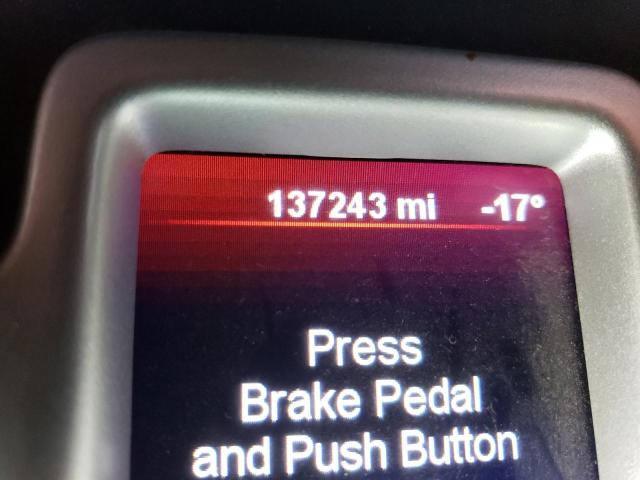 137243 mi -17°
Press
Brake Pedal
and Push Button